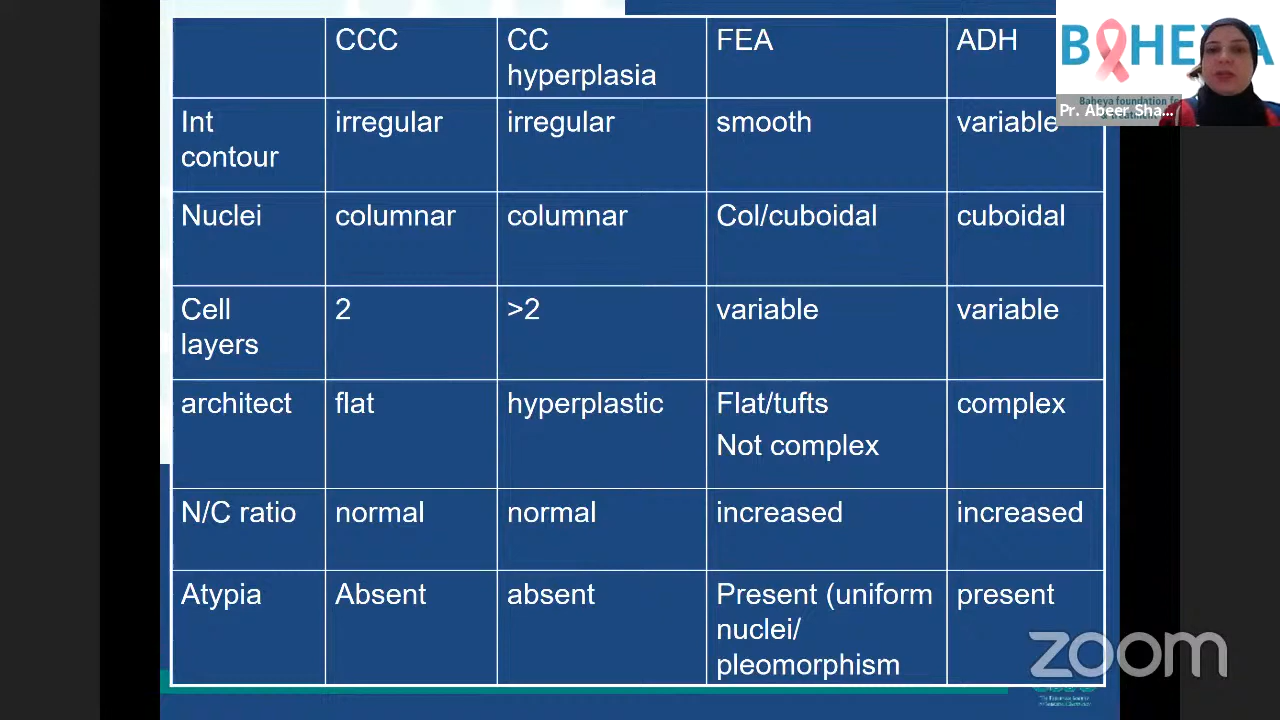 CCC
CC
hyperplasia
FEA
ADH
Int
contour
irregular
irregular
smooth
variable
Nuclei
columnar
columnar
Col/cuboidal
cuboidal
Cell
layers
2
>2
variable
variable
architect
flat
hyperplastic
Flat/tufts
Not complex
complex
N/C ratio
normal
normal
increased
increased
Atypia
Absent
absent
Present (uniform
nuclei/
pleomorphism
present
Baheya foundation
Pr. Abeer Sha...
zoom